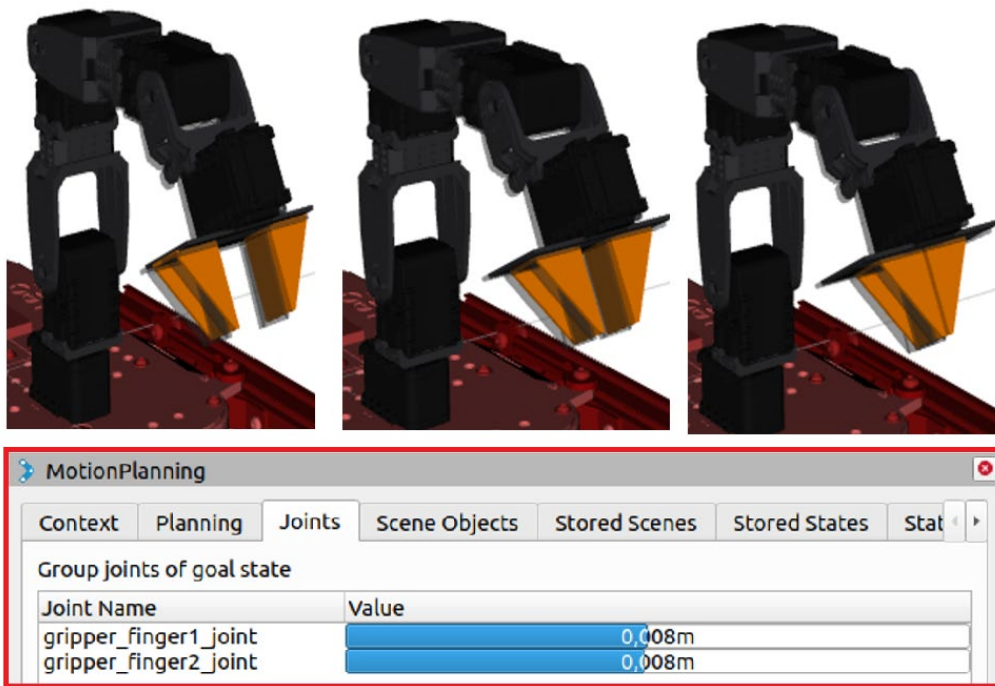 MotionPlanning
Context Planning Joints Scene Objects Stored Scenes Stored States Stat
Group joints of goal state
Joint Name Value
gripper_finger1_joint 0,008m
gripper_finger2_joint 0,008m